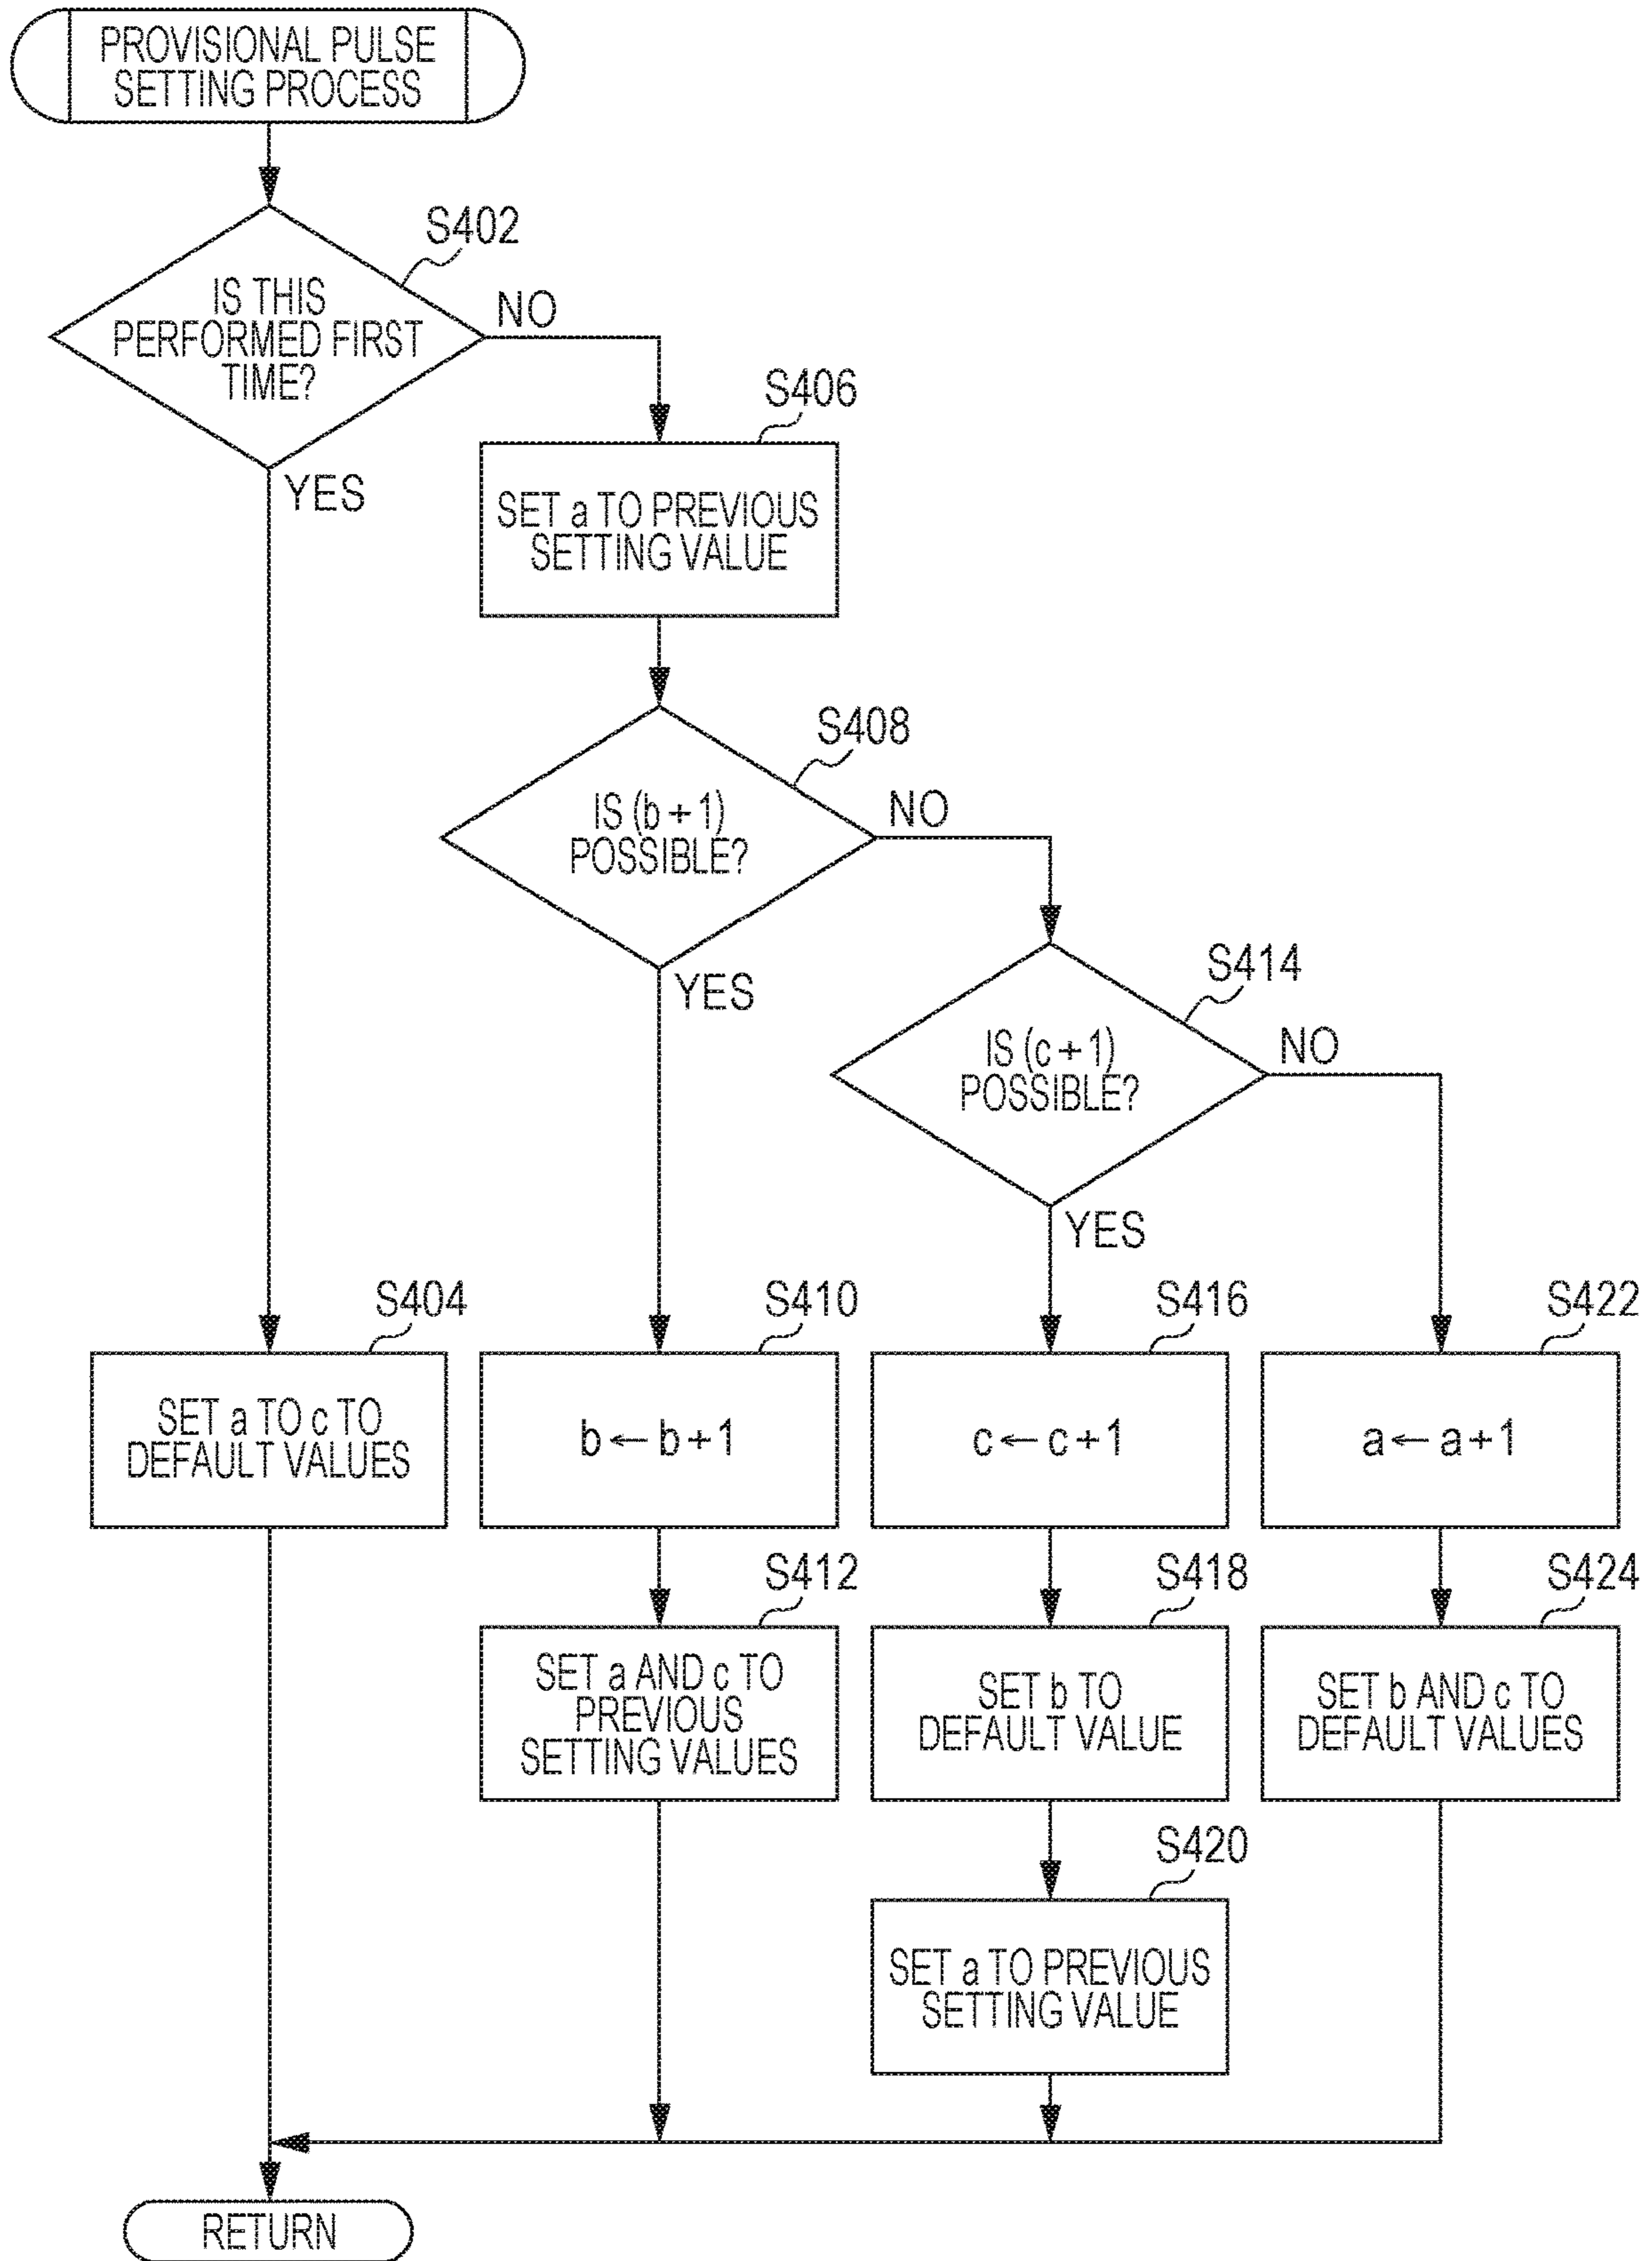 PROVISIONAL PULSE
SETTING PROCESS
S402
IS THIS
PERFORMED FIRST
TIME?
NO
YES
S406
SET a TO PREVIOUS
SETTING VALUE
S408
IS (b + 1)
POSSIBLE?
NO
YES
S414
IS (c + 1)
POSSIBLE?
NO
YES
S404
SET a TO c TO
DEFAULT VALUES
S410
b ← b + 1
S416
c ← c + 1
S422
a ← a + 1
S412
SET a AND c TO
PREVIOUS
SETTING VALUES
S418
SET b TO
DEFAULT VALUE
S424
SET b AND c TO
DEFAULT VALUES
S420
SET a TO PREVIOUS
SETTING VALUE
RETURN